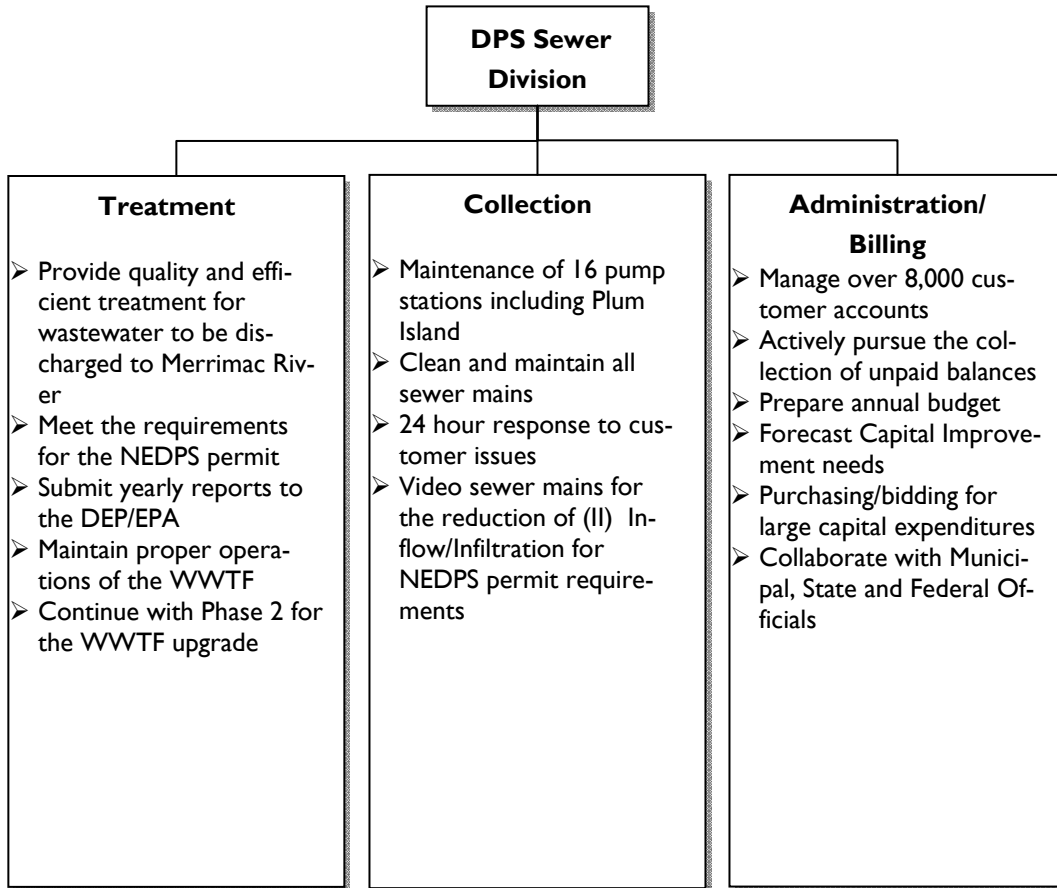 DPS Sewer
Division
Treatment
➢ Provide quality and effi-
cient treatment for
wastewater to be dis-
charged to Merrimac Riv-
er
➢ Meet the requirements
for the NEDPS permit
➢ Submit yearly reports to
the DEP/EPA
➢ Maintain proper opera-
tions of the WWTF
➢ Continue with Phase 2 for
the WWTF upgrade
Collection
➢ Maintenance of 16 pump
stations including Plum
Island
➢ Clean and maintain all
sewer mains
➢ 24 hour response to cus-
tomer issues
➢ Video sewer mains for
the reduction of (II) In-
flow/Infiltration for
NEDPS permit require-
ments
Administration/
Billing
➢ Manage over 8,000 cus-
tomer accounts
➢ Actively pursue the col-
lection of unpaid balances
➢ Prepare annual budget
➢ Forecast Capital Improve-
ment needs
➢ Purchasing/bidding for
large capital expenditures
➢ Collaborate with Munici-
pal, State and Federal Of-
ficials